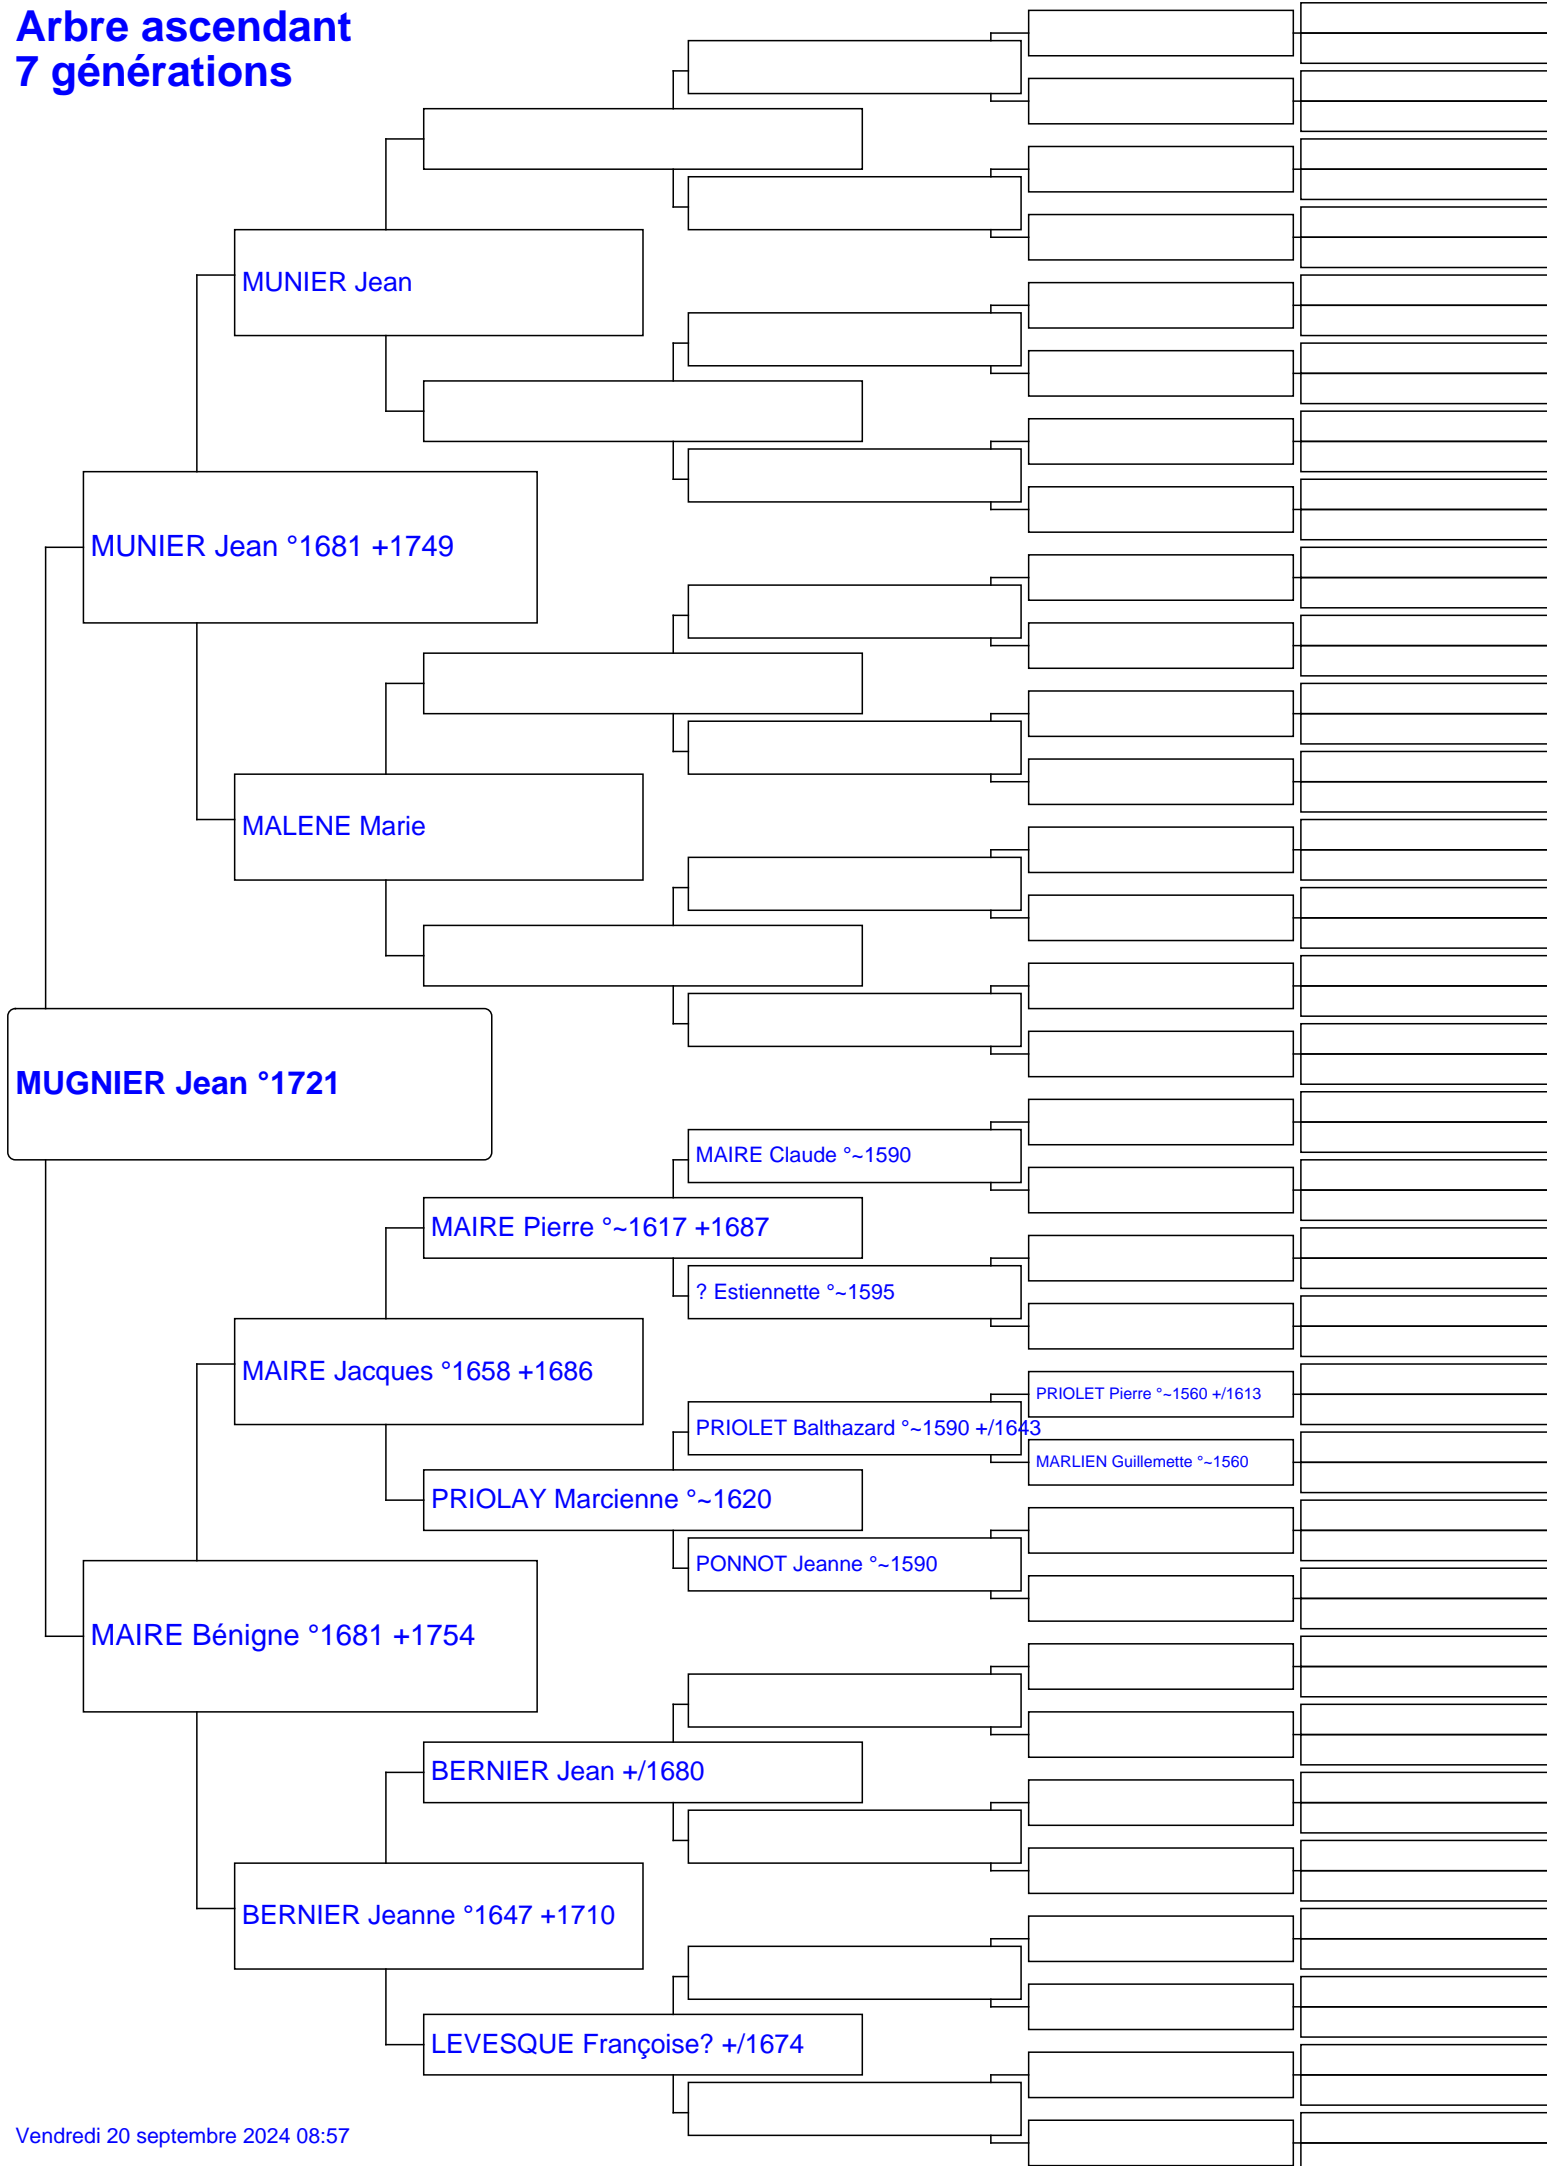 Arbre ascendant
7 générations
MUNIER Jean
MUNIER Jean °1681 +1749
MALENE Marie
MUGNIER Jean °1721
MAIRE Claude °~1590
MAIRE Pierre °~1617 +1687
? Estiennette °~1595
MAIRE Jacques °1658 +1686
PRIOLET Pierre °~1560 +/1613
PRIOLET Balthazard °~1590 +/1643
MARLIEN Guillemette °~1560
PRIOLAY Marcienne °~1620
PONNOT Jeanne °~1590
MAIRE Bénigne °1681 +1754
BERNIER Jean +/1680
BERNIER Jeanne °1647 +1710
LEVESQUE Françoise? +/1674
Vendredi 20 septembre 2024 08:57